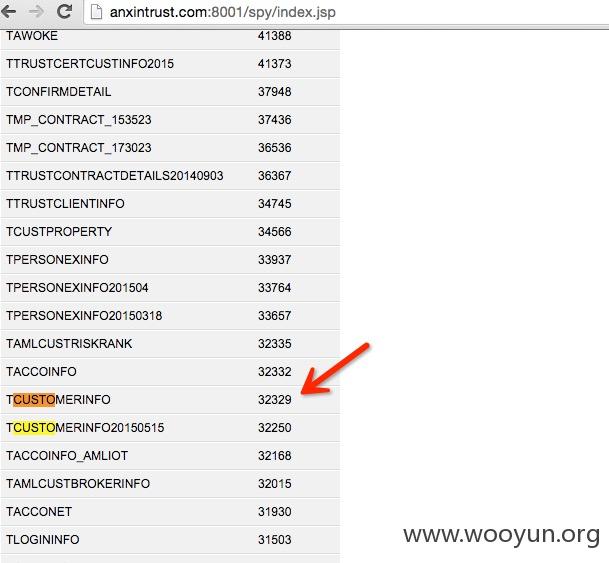 anxintrust.com:8001/spy/index.jsp
TAWOKE 41388
TTRUSTCERTCUSTINFO2015 41373
TCONFIRMDETAIL 37948
TMP_CONTRACT_153523 37436
TMP_CONTRACT_173023 36536
TTRUSTCONTRACTDETAILS20140903 36367
TTRUSTCLIENTINFO 34745
TCUSTPROPERTY 34566
TPERSONEXINFO 33937
TPERSONEXINFO201504 33764
TPERSONEXINFO20150318 33657
TAMLCUSTRISKRANK 32335
TACCOINFO 32332
TCUSTOMERINFO 32329
TCUSTOMERINFO20150515 32250
TACCOINFO_AMLIOT 32168
TAMLCUSTBROKERINFO 32015
TACCONET 31930
TLOGININFO 31503
www.wooyun.org